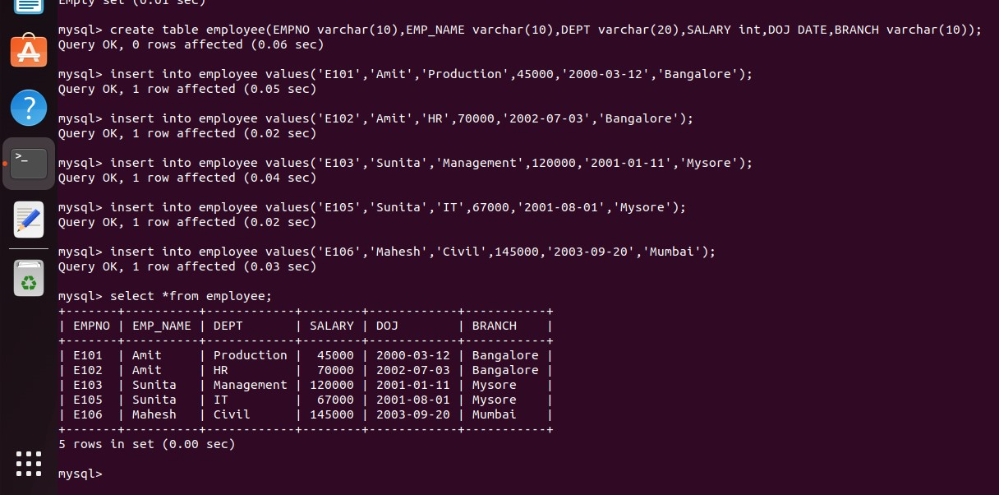 Empty set (0.01 sec)
mysql> create table employee(EMPNO varchar(10),EMP_NAME varchar(10),DEPT varchar(20),SALARY int,DOJ DATE,BRANCH varchar(10));
Query OK, 0 rows affected (0.06 sec)
mysql> insert into employee values('E101','Amit','Production',45000,'2000-03-12','Bangalore');
Query OK, 1 row affected (0.05 sec)
mysql> insert into employee values('E102','Amit','HR',70000,'2002-07-03','Bangalore');
Query OK, 1 row affected (0.02 sec)
mysql> insert into employee values('E103','Sunita','Management',120000,'2001-01-11','Mysore');
Query OK, 1 row affected (0.04 sec)
mysql> insert into employee values('E105','Sunita','IT',67000,'2001-08-01','Mysore');
Query OK, 1 row affected (0.02 sec)
mysql> insert into employee values('E106','Mahesh','Civil',145000,'2003-09-20','Mumbai');
Query OK, 1 row affected (0.03 sec)
mysql> select *from employee;
+-------+----------+------------+--------+------------+-----------+
| EMPNO | EMP_NAME | DEPT       | SALARY | DOJ        | BRANCH    |
+-------+----------+------------+--------+------------+-----------+
| E101  | Amit     | Production |  45000 | 2000-03-12 | Bangalore |
| E102  | Amit     | HR         |  70000 | 2002-07-03 | Bangalore |
| E103  | Sunita   | Management | 120000 | 2001-01-11 | Mysore    |
| E105  | Sunita   | IT         |  67000 | 2001-08-01 | Mysore    |
| E106  | Mahesh   | Civil      | 145000 | 2003-09-20 | Mumbai    |
+-------+----------+------------+--------+------------+-----------+
5 rows in set (0.00 sec)
mysql>